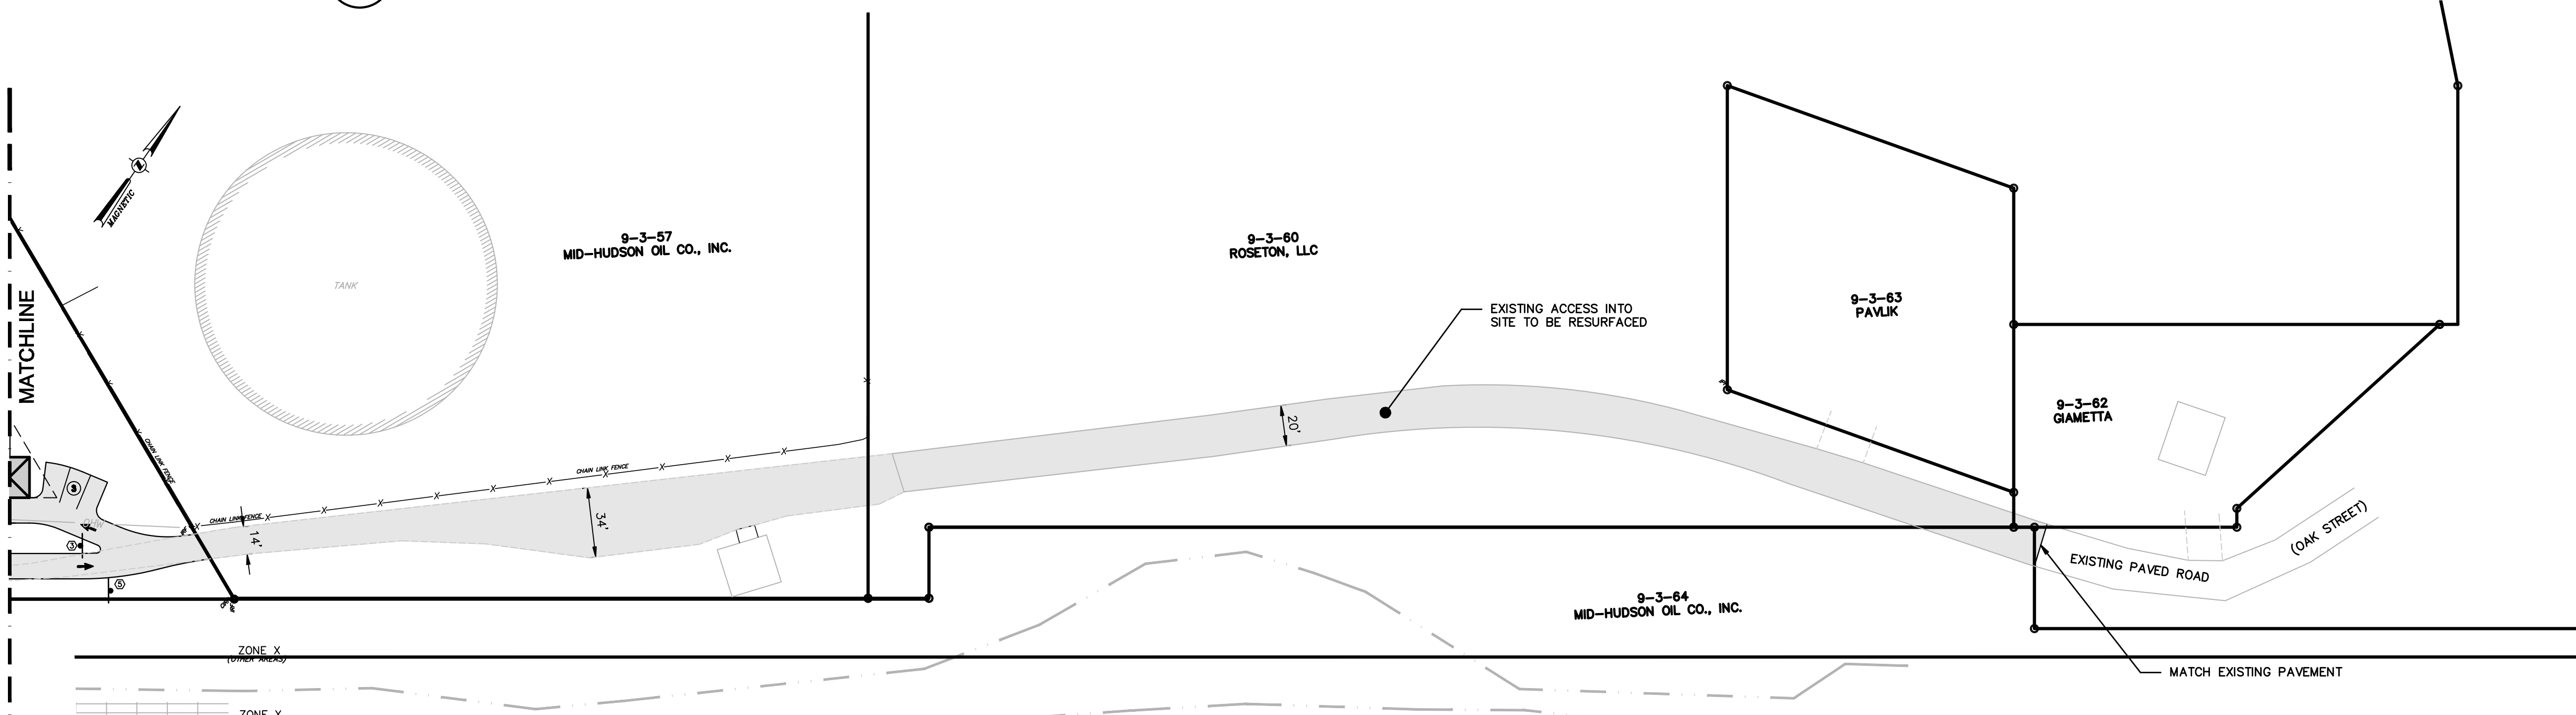 MATCHLINE
MAGNETIC
TANK
9-3-57
MID-HUDSON OIL CO., INC.
9-3-60
ROSETON, LLC
EXISTING ACCESS INTO
SITE TO BE RESURFACED
9-3-63
PAVLIK
9-3-62
GIAMETTA
CHAIN LINK FENCE
CHAIN LINK FENCE
CHAIN LINK FENCE
OHW
3
3
5
14'
34'
20'
(OAK STREET)
EXISTING PAVED ROAD
9-3-64
MID-HUDSON OIL CO., INC.
MATCH EXISTING PAVEMENT
ZONE X
(OTHER AREAS)
ZONE X